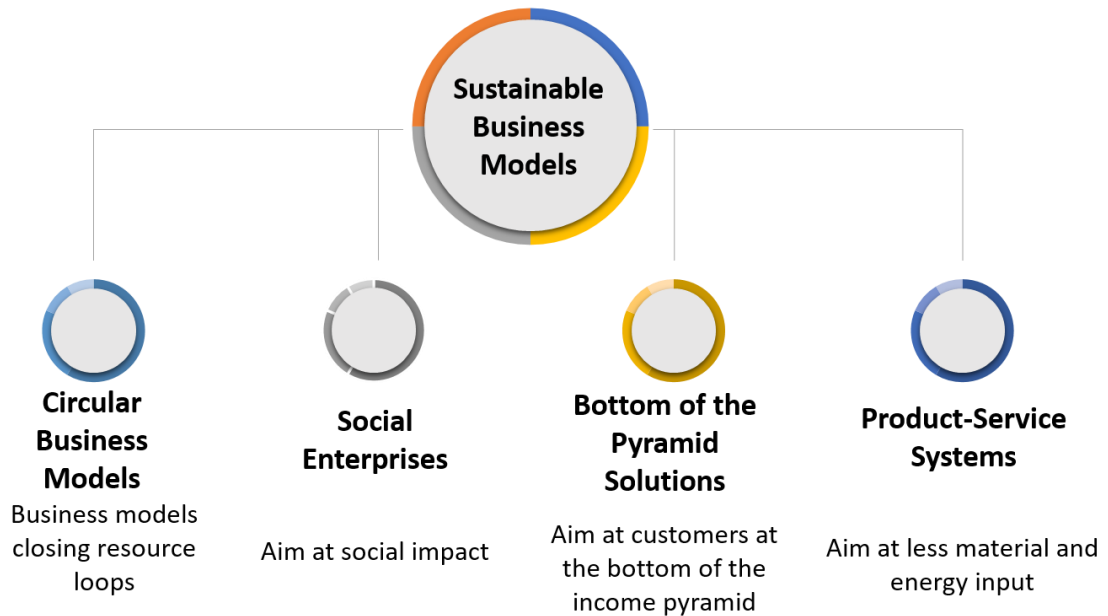 Sustainable
Business
Models
Circular
Business
Models
Business models
closing resource
loops
Social
Enterprises
Aim at social impact
Bottom of the
Pyramid
Solutions
Aim at customers at
the bottom of the
income pyramid
Product-Service
Systems
Aim at less material and
energy input